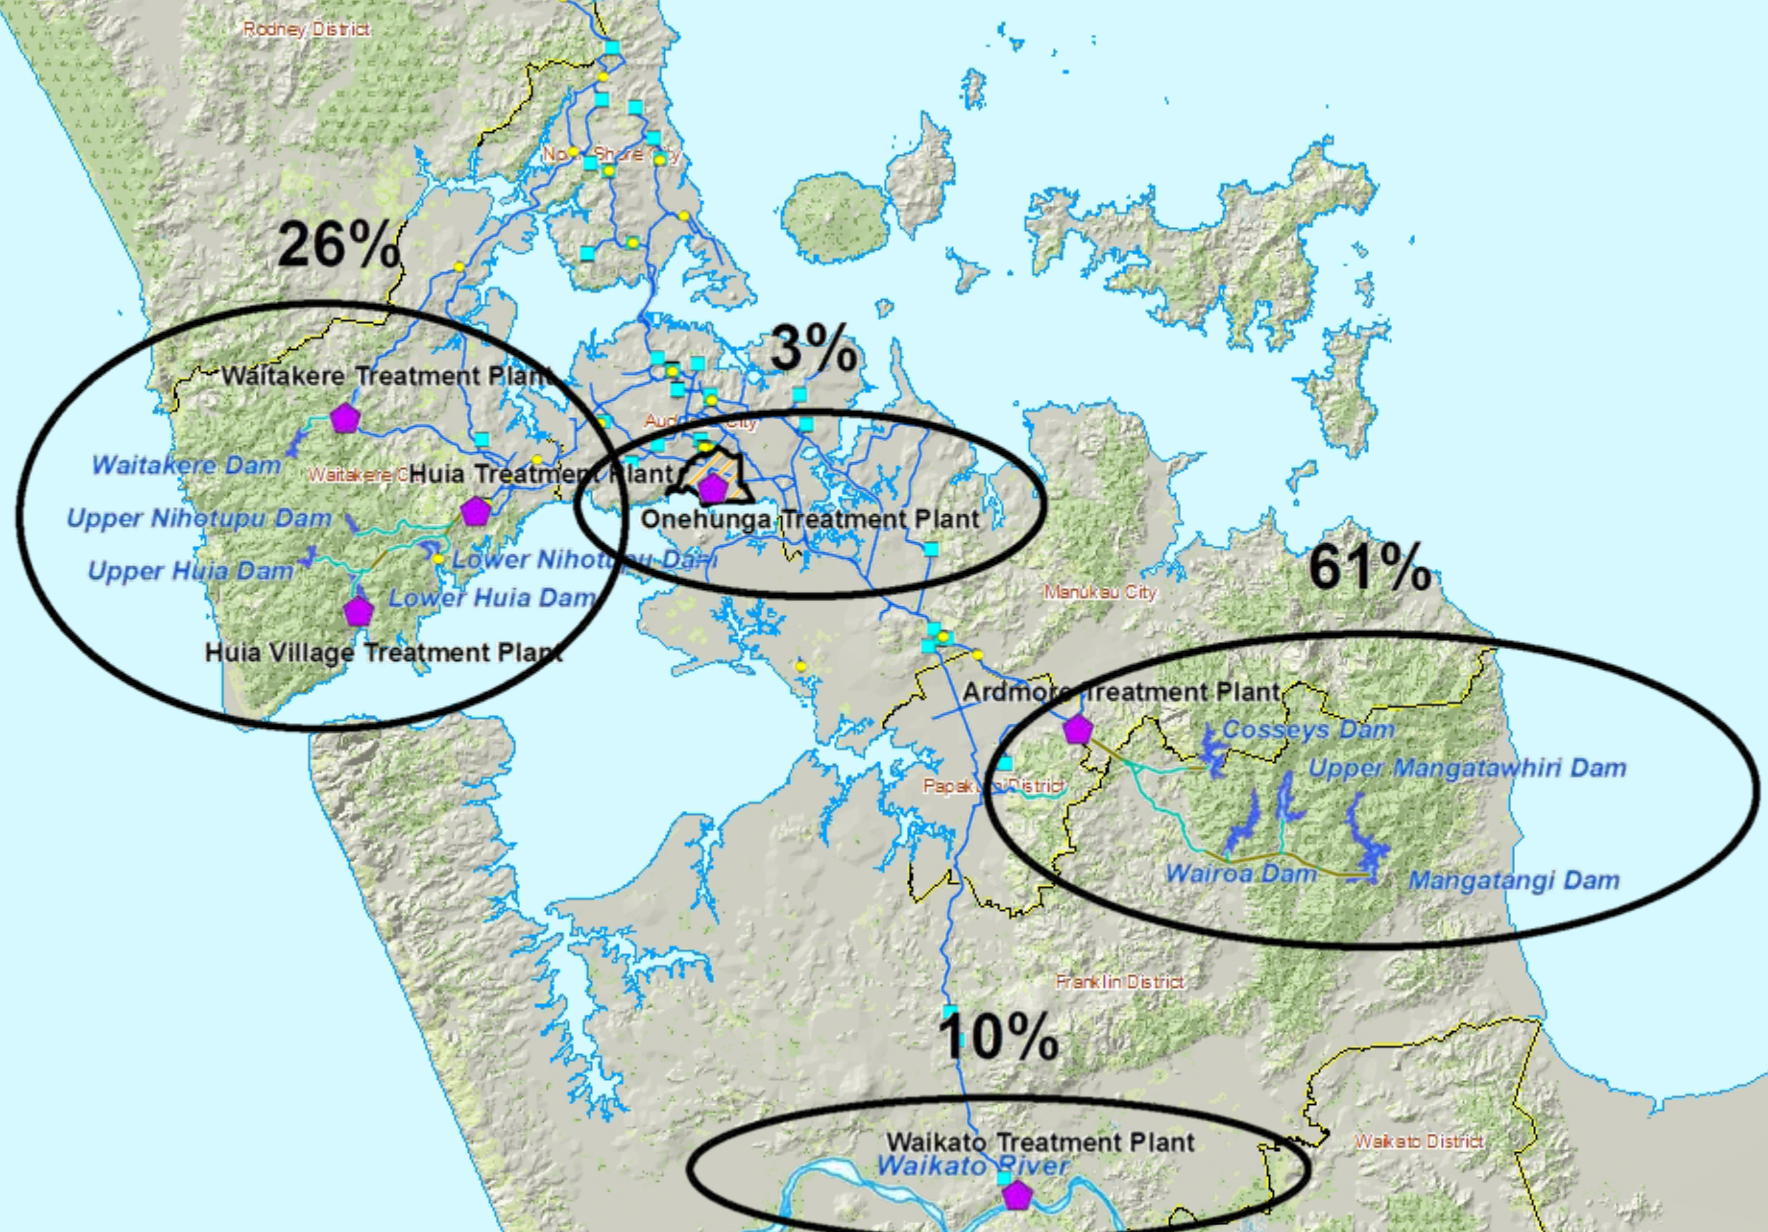 Rodney District
North Shore City
26%
3%
Waitakere Treatment Plant
Auckland City
Waitakere Dam
Waitakere C
Huia Treatment Plant
Upper Nihotupu Dam
Onehunga Treatment Plant
Lower Nihotupu Dam
Upper Huia Dam
61%
Lower Huia Dam
Manukau City
Huia Village Treatment Plant
Ardmore Treatment Plant
Cosseys Dam
Upper Mangatawhiri Dam
Papakura District
Wairoa Dam
Mangatangi Dam
Franklin District
10%
Waikato Treatment Plant
Waikato District
Waikato River